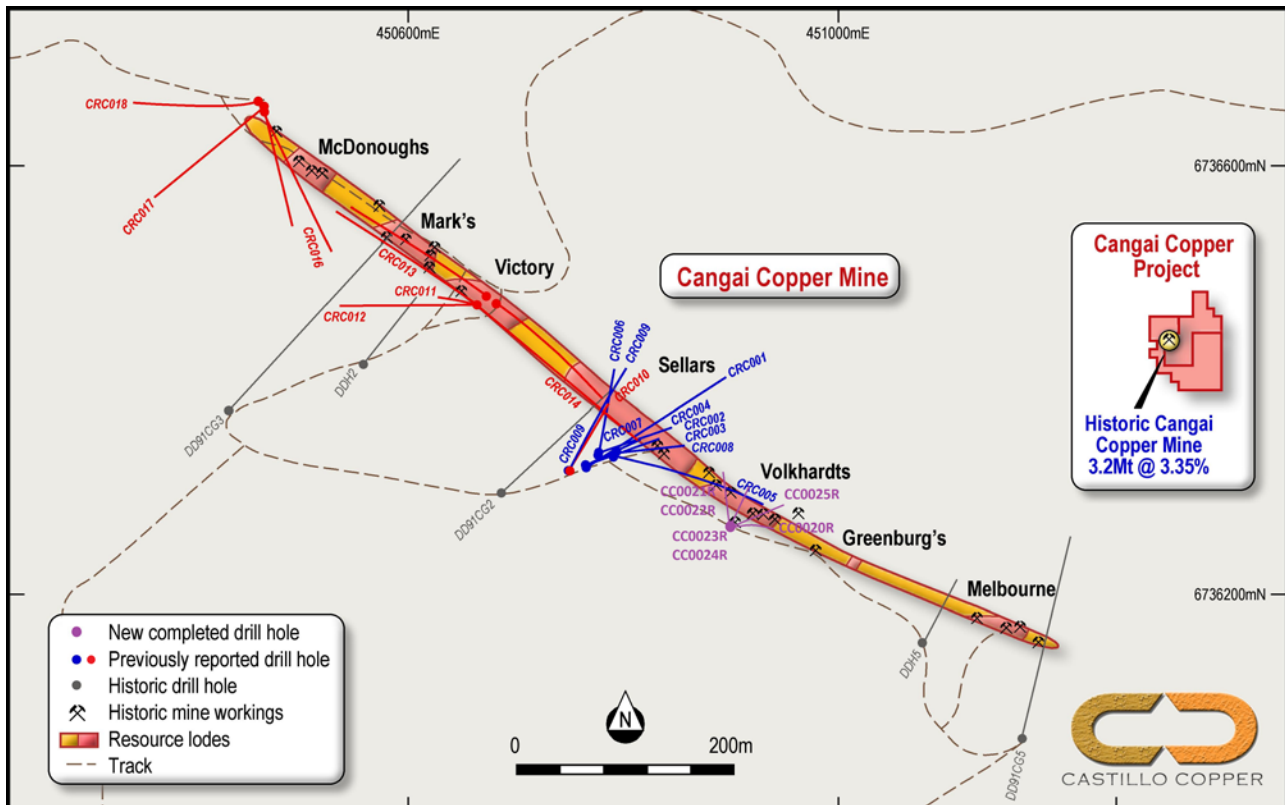 450600mE
451000mE
CRC018
McDonoughs
6736600mN
CRC017
CRC016
Mark's
CRC013
Victory
CRC011
CRC012
Cangai Copper Mine
Cangai Copper
Project
Historic Cangai
Copper Mine
3.2Mt @ 3.35%
DDH2
DD91CG3
CRC006
CRC009
CRC010
CRC014
Sellars
CRC001
CRC004
CRC002
CRC003
CRC008
CRC007
CRC009
CRC005
DD91CG2
Volkhardts
CC0021R
CC0025R
CC0022R
CC0020R
CC0023R
CC0024R
Greenburg's
Melbourne
6736200mN
DDH5
DD91CG5
New completed drill hole
Previously reported drill hole
Historic drill hole
Historic mine workings
Resource lodes
Track
N
0 200m
CASTILLO COPPER